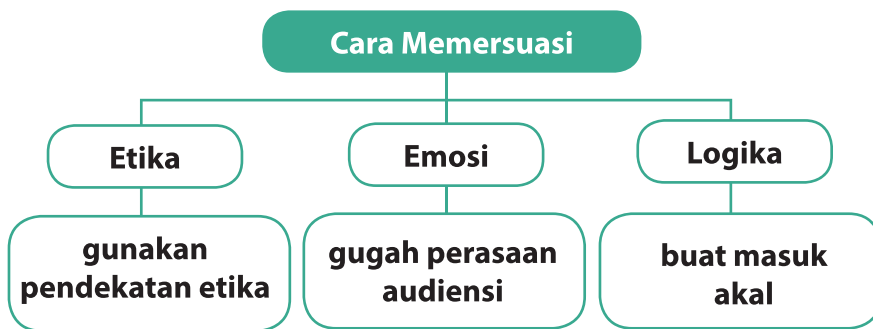 Cara Memersuasi
Etika
Emosi
Logika
gunakan
pendekatan etika
gugah perasaan
audiensi
buat masuk
akal